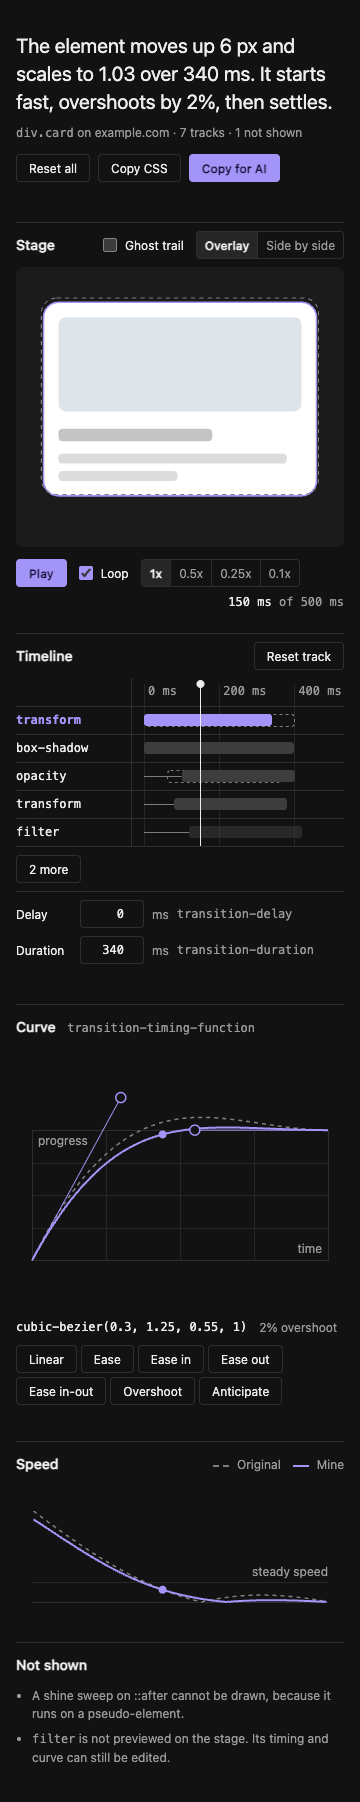 The element moves up 6 px and
scales to 1.03 over 340 ms. It starts
fast, overshoots by 2%, then settles.
div.card on example.com · 7 tracks · 1 not shown
Reset all
Copy CSS
Copy for AI
Stage
Ghost trail
Overlay
Side by side
Play
Loop
1x
0.5x
0.25x
0.1x
150 ms of 500 ms
Timeline
Reset track
0 ms
200 ms
400 ms
transform
box-shadow
opacity
transform
filter
2 more
Delay
0
ms
transition-delay
Duration
340
ms
transition-duration
Curve
transition-timing-function
progress
time
cubic-bezier(0.3, 1.25, 0.55, 1)
2% overshoot
Linear
Ease
Ease in
Ease out
Ease in-out
Overshoot
Anticipate
Speed
Original
Mine
steady speed
Not shown
• A shine sweep on ::after cannot be drawn, because it
runs on a pseudo-element.
• filter is not previewed on the stage. Its timing and
curve can still be edited.